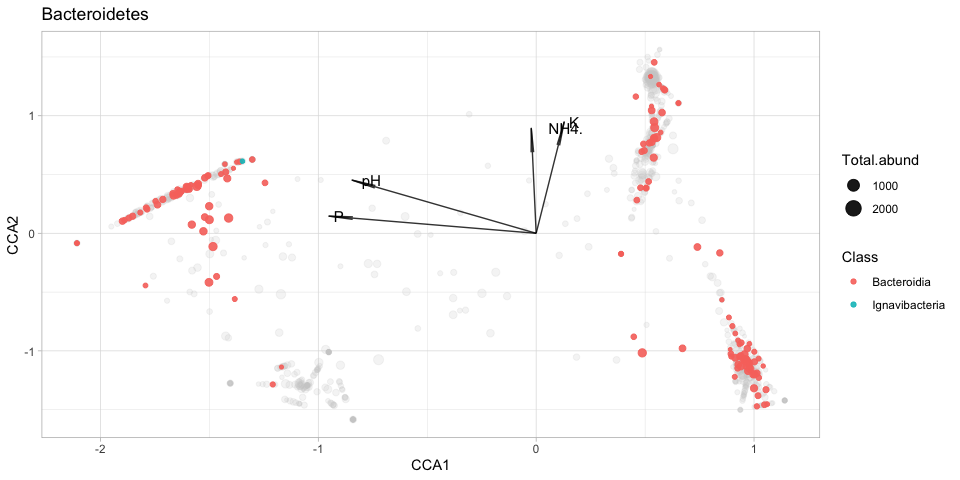 Bacteroidetes
CCA2
1
0
-1
K
NH4.
pH
P
-2
-1
0
1
CCA1
Total.abund
1000
2000
Class
Bacteroidia
Ignavibacteria